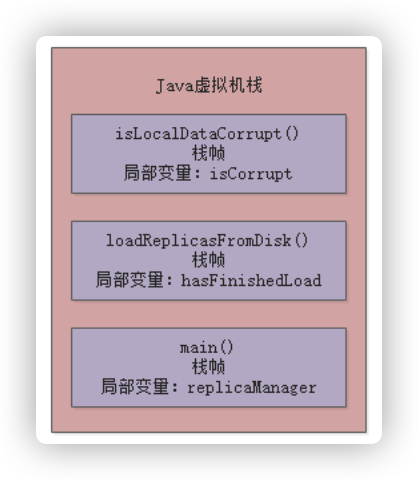 Java虚拟机栈
isLocalDataCorrupt()
栈帧
局部变量：isCorrupt
loadReplicasFromDisk()
栈帧
局部变量：hasFinishedLoad
main()
栈帧
局部变量：replicaManager